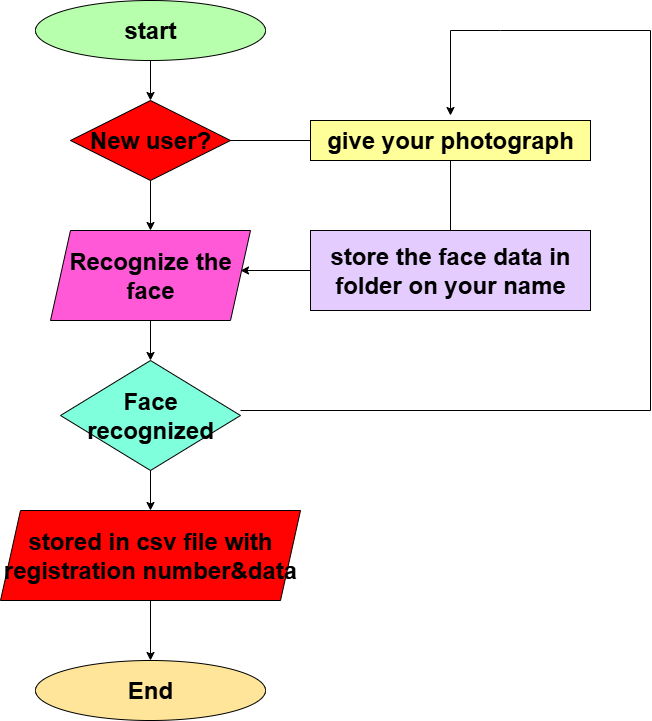 start
New user?
give your photograph
Recognize the
face
store the face data in
folder on your name
Face
recognized
stored in csv file with
registration number&data
End